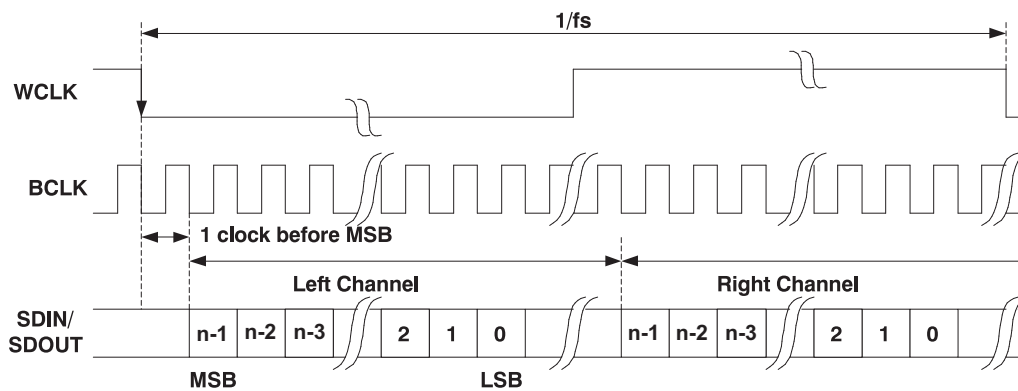 1/fs
WCLK
BCLK
1 clock before MSB
Left Channel
Right Channel
SDIN/
SDOUT
n-1 n-2 n-3 2 1 0 n-1 n-2 n-3 2 1 0
MSB LSB